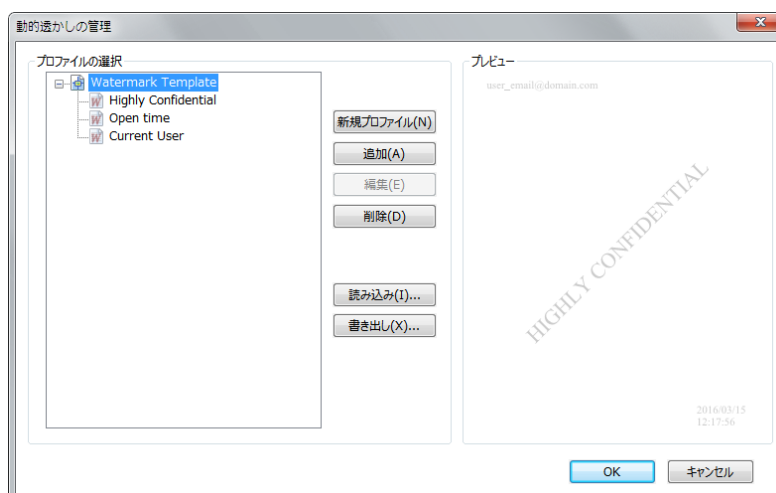 動的透かしの管理
プロファイルの選択
Watermark Template
Highly Confidential
Open time
Current User
新規プロファイル(N)
追加(A)
編集(E)
削除(D)
読み込み(I)...
書き出し(X)...
プレビュー
user_email@domain.com
HIGHLY CONFIDENTIAL
2016/03/15
12:17:56
OK
キャンセル